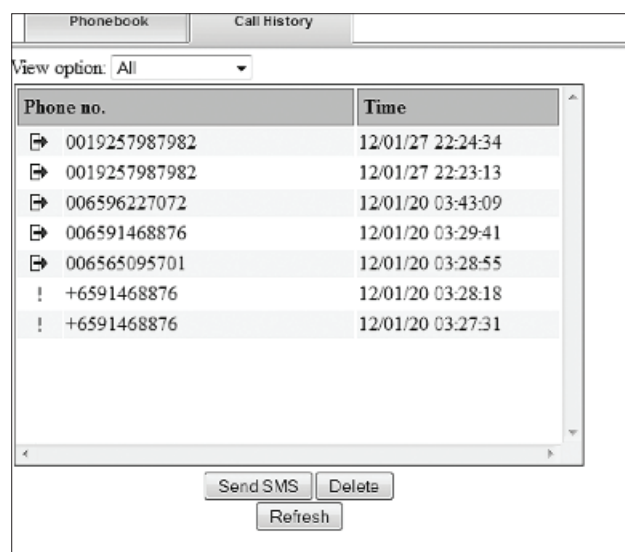 Phonebook Call History
View option: All
Phone no. Time
0019257987982 12/01/27 22:24:34
0019257987982 12/01/27 22:23:13
006596227072 12/01/20 03:43:09
006591468876 12/01/20 03:29:41
006565095701 12/01/20 03:28:55
! +6591468876 12/01/20 03:28:18
! +6591468876 12/01/20 03:27:31
Send SMS Delete
Refresh